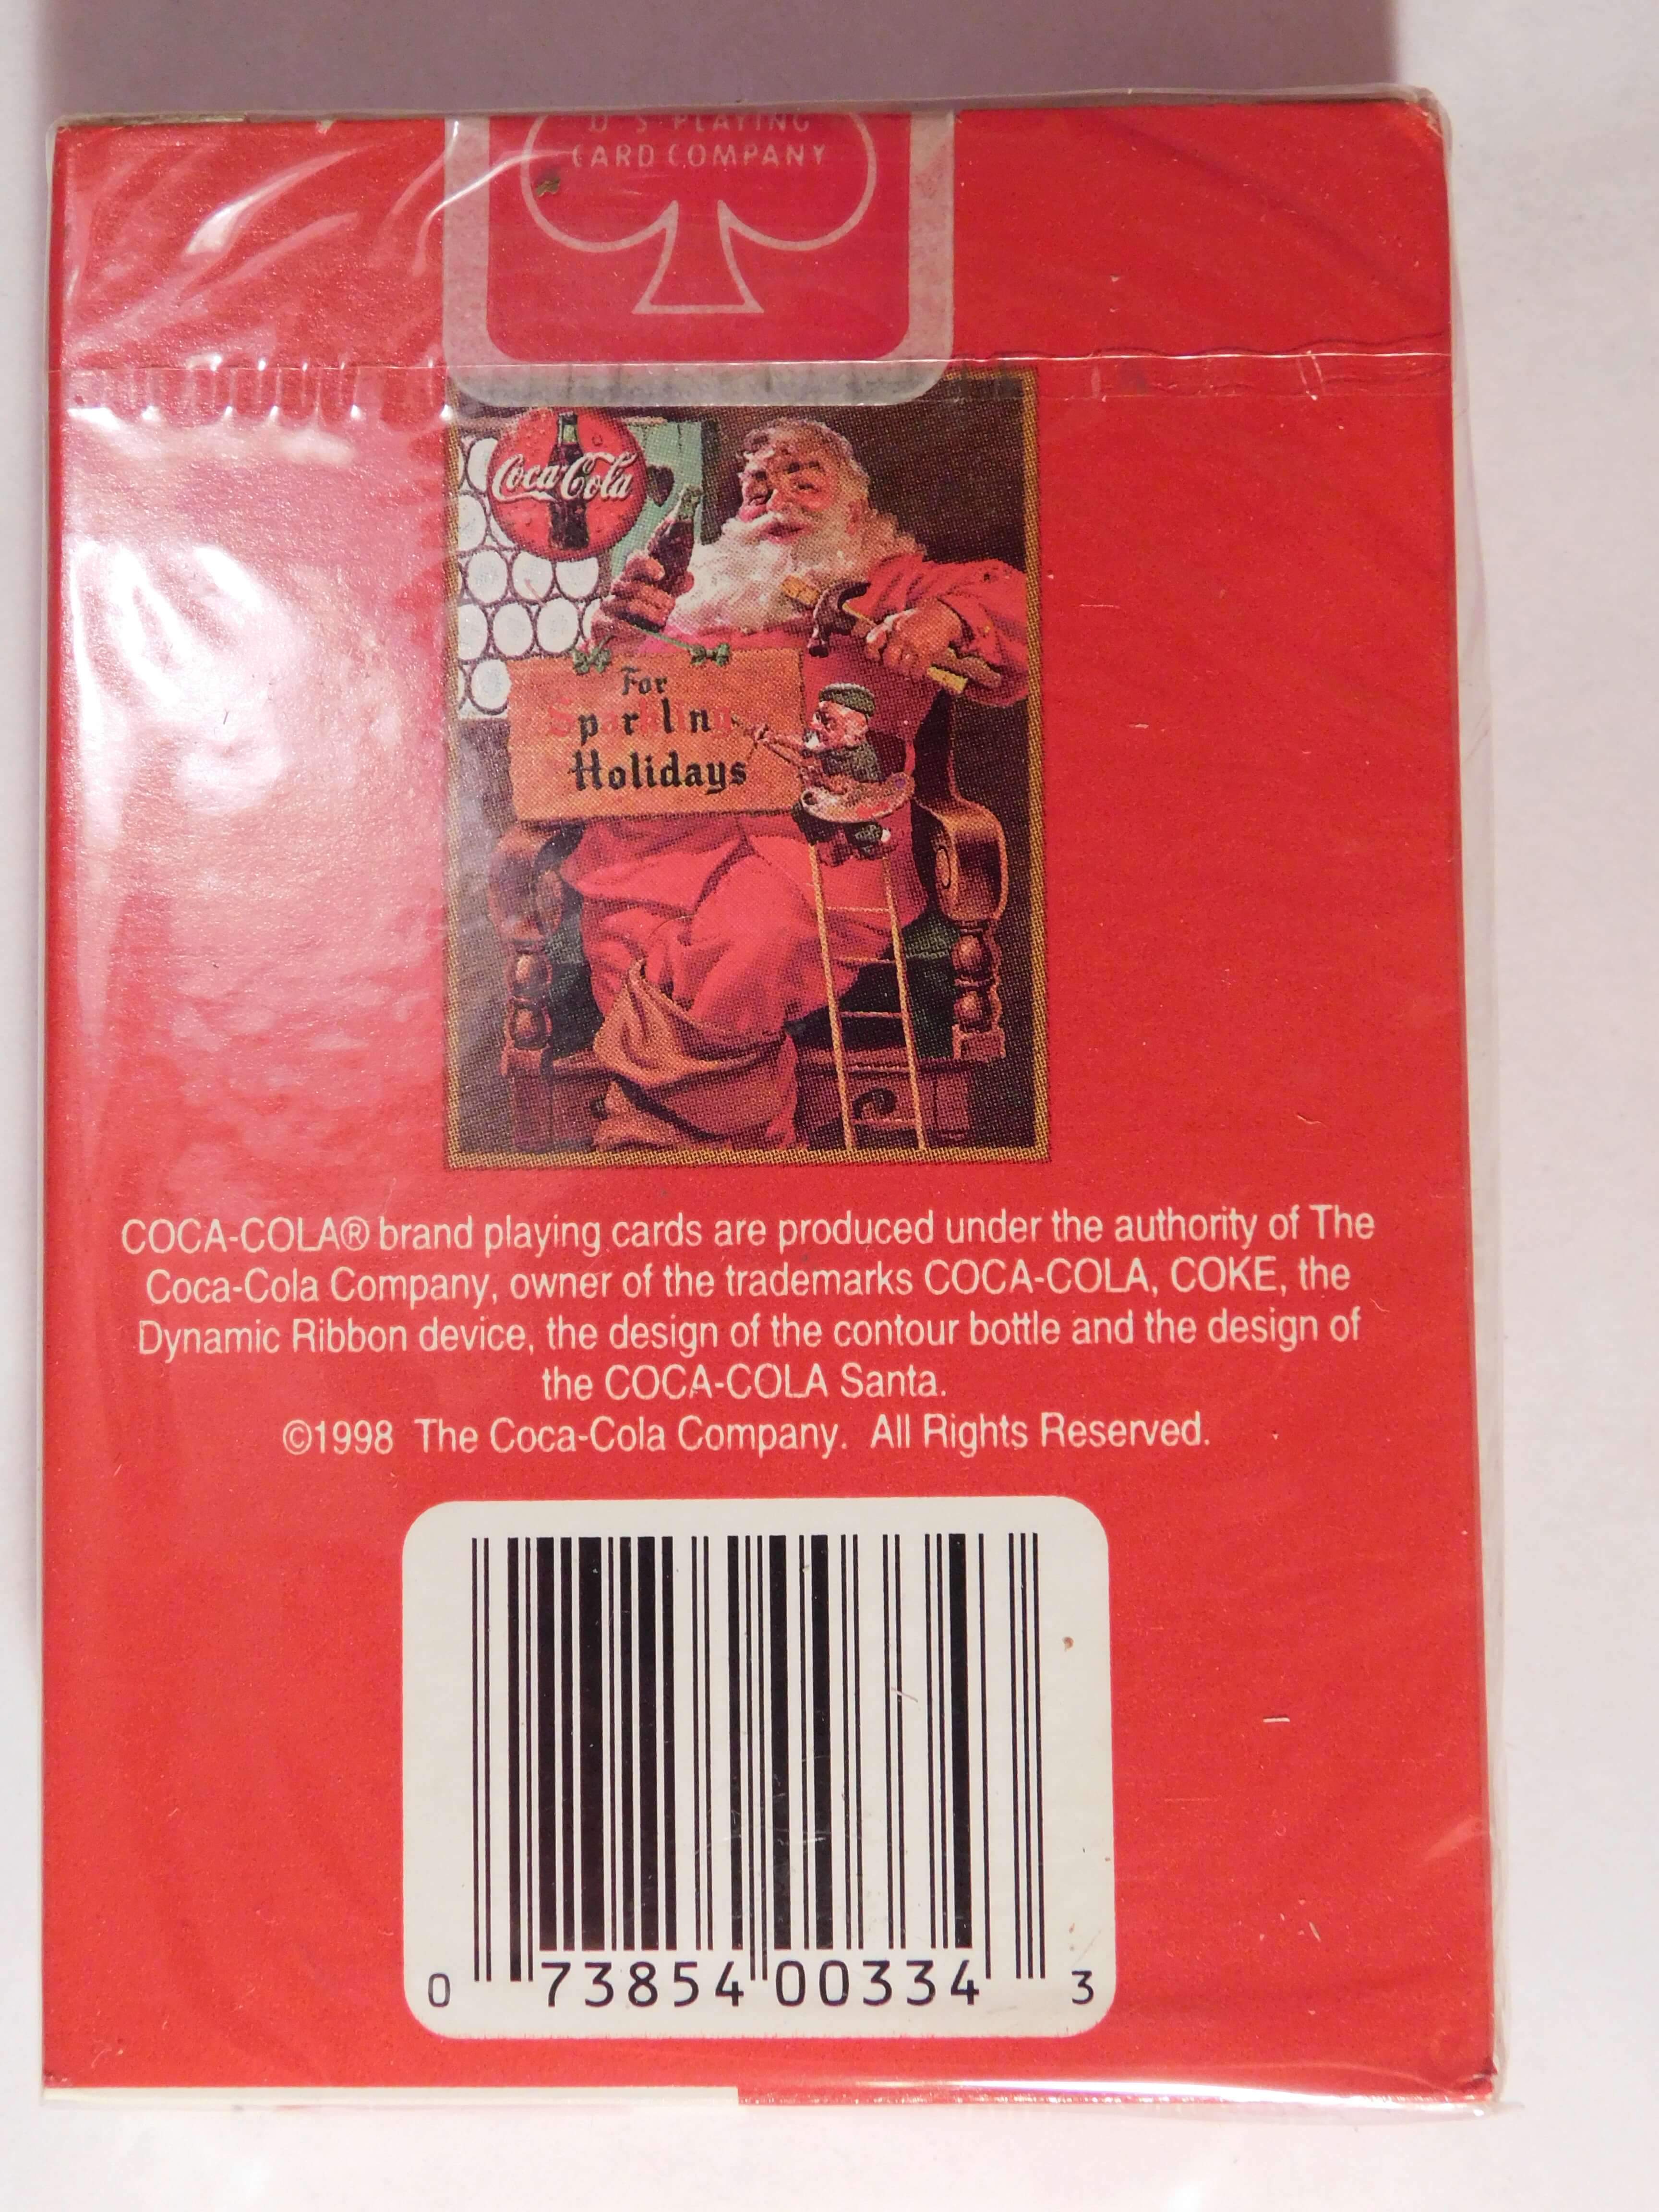 U S PLAYING
CARD COMPANY
Coca-Cola
For
Sparkling
Holidays
COCA-COLA® brand playing cards are produced under the authority of The
Coca-Cola Company, owner of the trademarks COCA-COLA, COKE, the
Dynamic Ribbon device, the design of the contour bottle and the design of
the COCA-COLA Santa.
©1998 The Coca-Cola Company. All Rights Reserved.
0 73854 00334 3